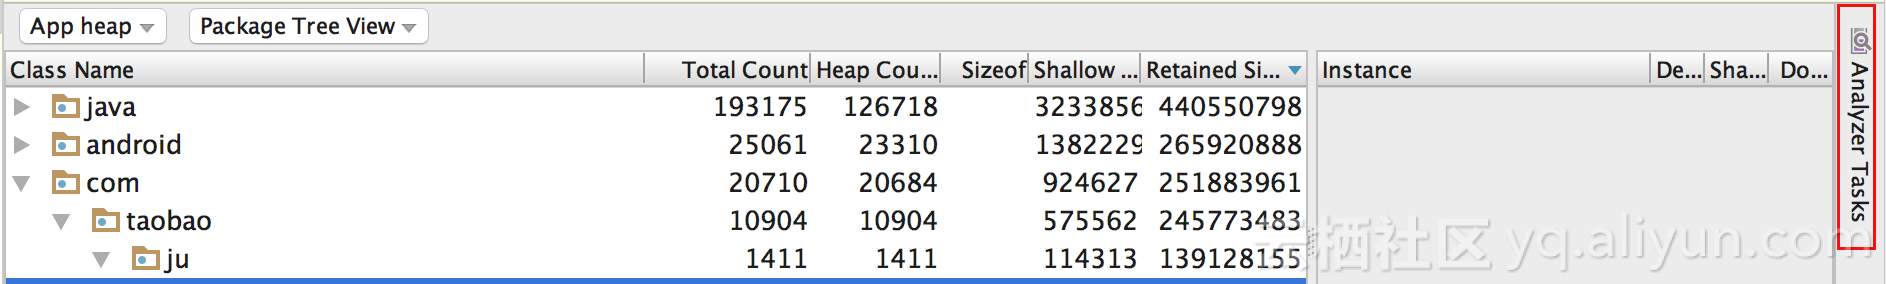 App heap Package Tree View
Class Name Total Count Heap Cou... Sizeof Shallow ... Retained Si... Instance De... Sha... Do...
java 193175 126718 3233856 440550798
android 25061 23310 1382229 265920888
com 20710 20684 924627 251883961
taobao 10904 10904 575562 245773483
ju 1411 1411 114313 139128155
Analyzer Tasks
云栖社区 yq.aliyun.com